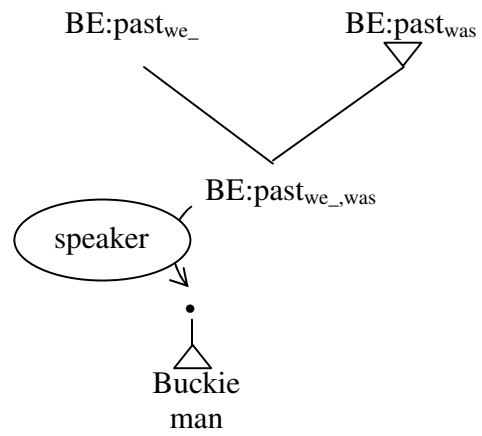 BE:past_we_ BE:past_was
BE:past_we_,was
speaker
Buckie
man